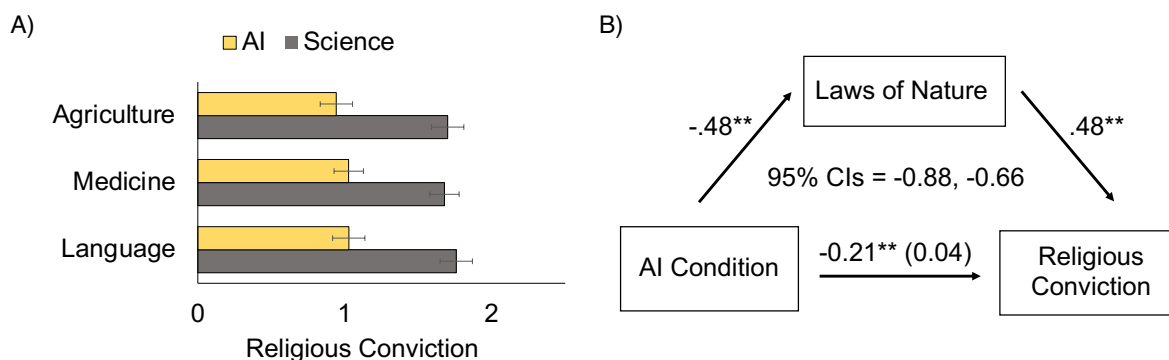 A)
AI Science
Agriculture
Medicine
Language
0 1 2
Religious Conviction
B)
Laws of Nature
-.48** .48**
95% CIs = -0.88, -0.66
AI Condition
-0.21** (0.04)
Religious
Conviction